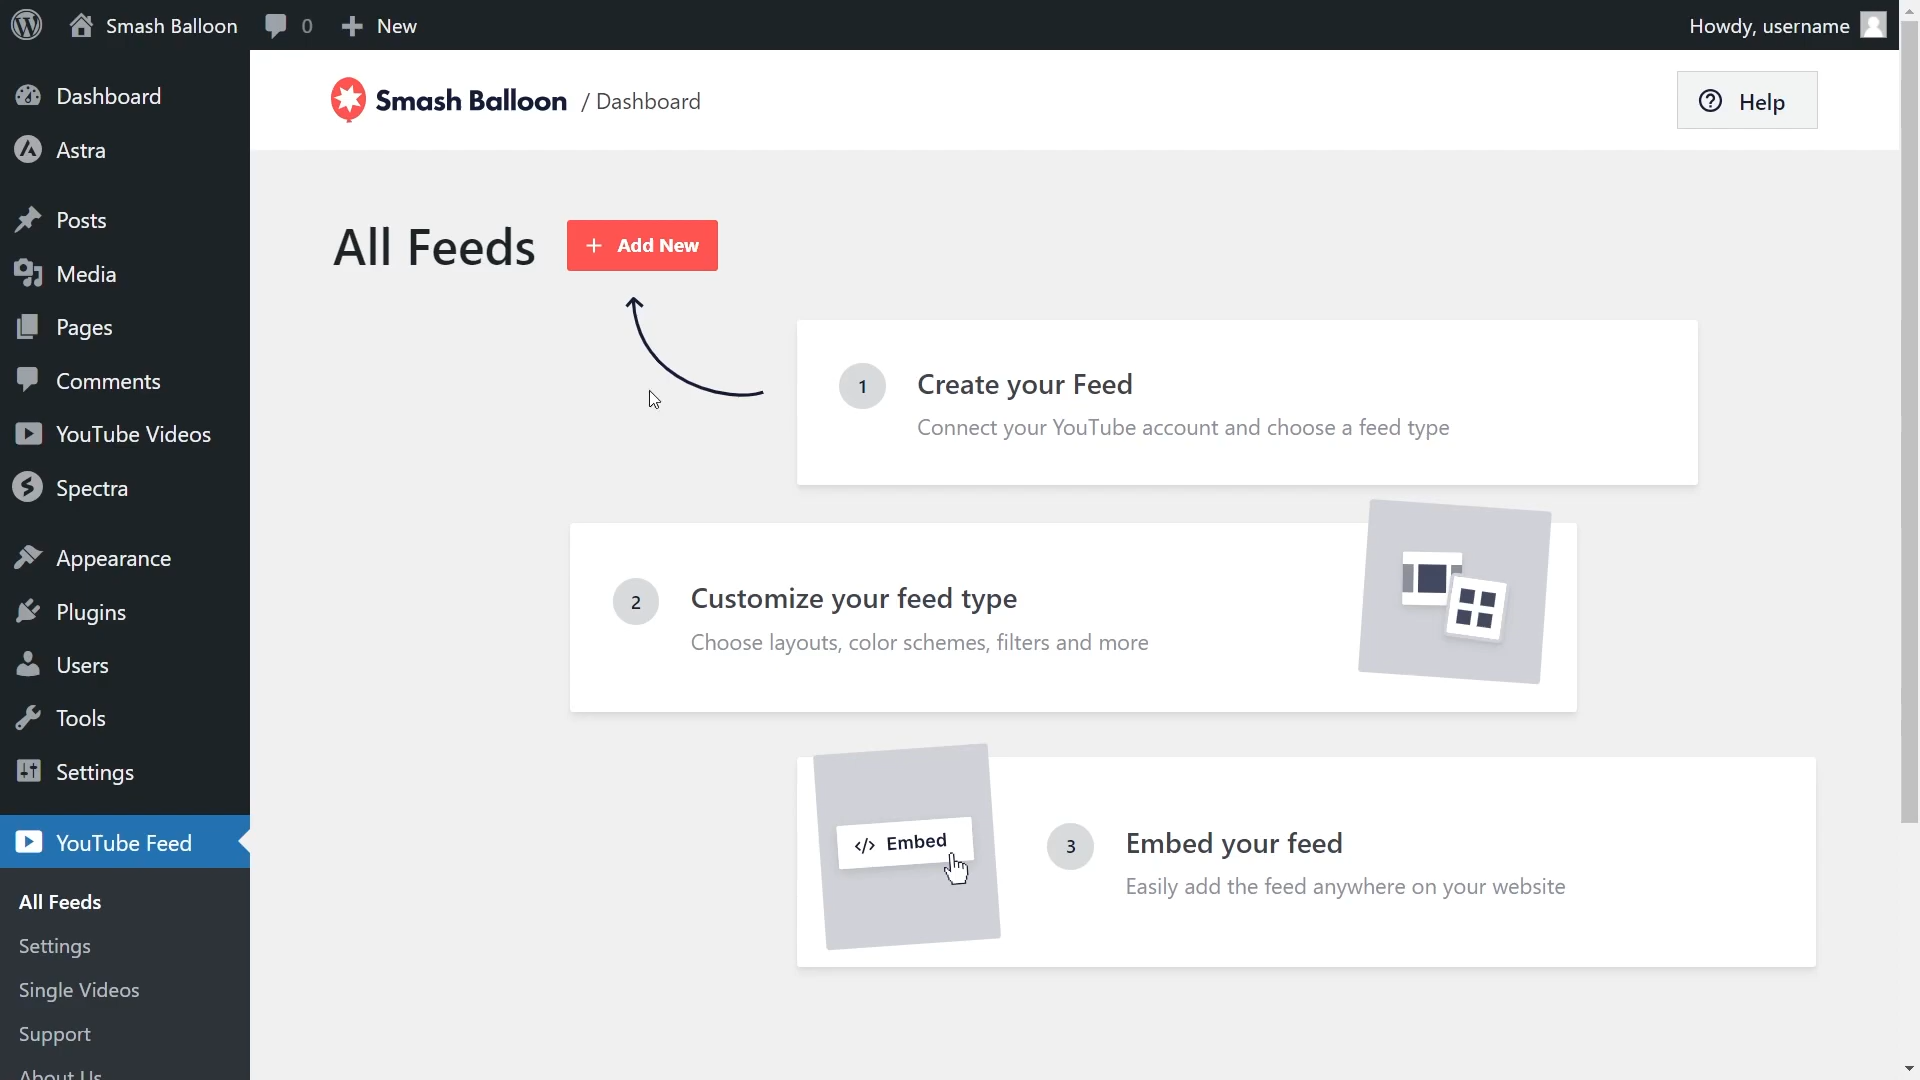 Smash Balloon
0
New
Howdy, username
Dashboard
Astra
Posts
Media
Pages
Comments
YouTube Videos
Spectra
Appearance
Plugins
Users
Tools
Settings
YouTube Feed
All Feeds
Settings
Single Videos
Support
About Us
Smash Balloon / Dashboard
Help
All Feeds
+ Add New
1
Create your Feed
Connect your YouTube account and choose a feed type
2
Customize your feed type
Choose layouts, color schemes, filters and more
</> Embed
3
Embed your feed
Easily add the feed anywhere on your website